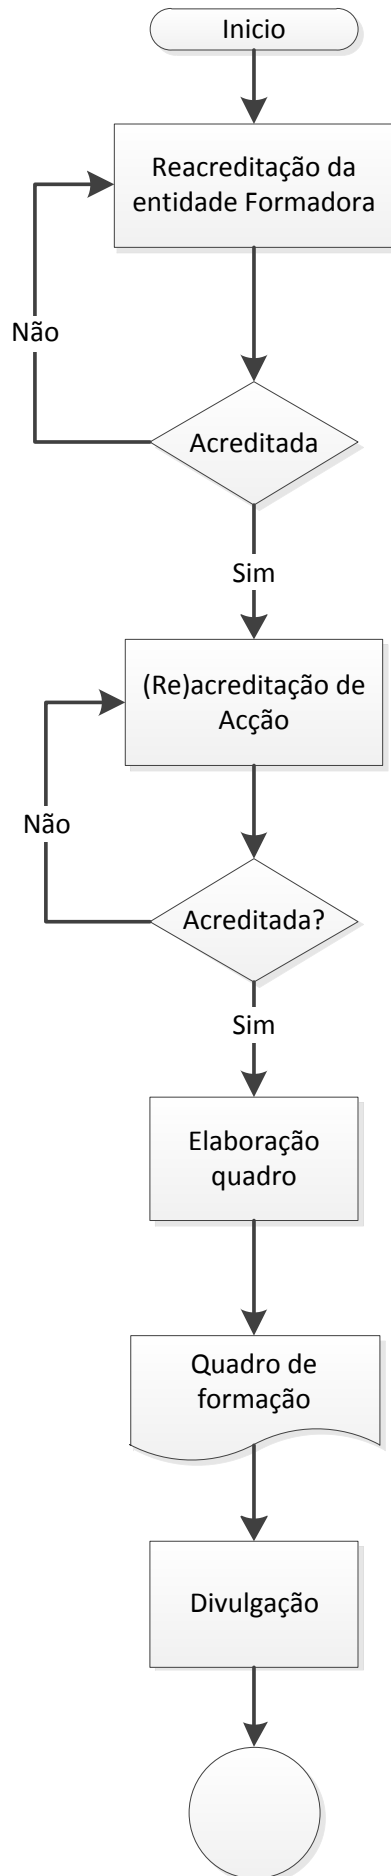 Inicio
Reacreditação da
entidade Formadora
Não
Acreditada
Sim
(Re)acreditação de
Acção
Não
Acreditada?
Sim
Elaboração
quadro
Quadro de
formação
Divulgação